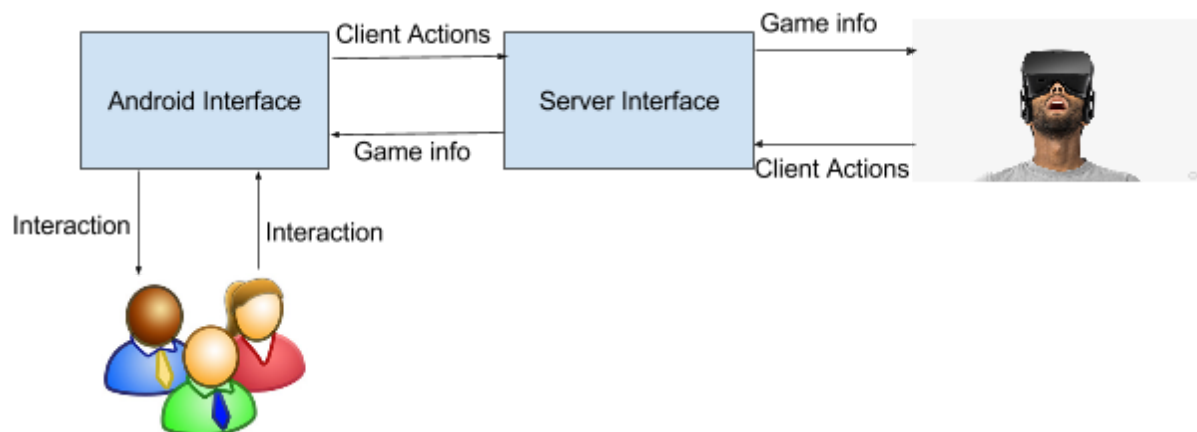 Client Actions
Game info
Android Interface
Server Interface
Game info
Client Actions
Interaction
Interaction